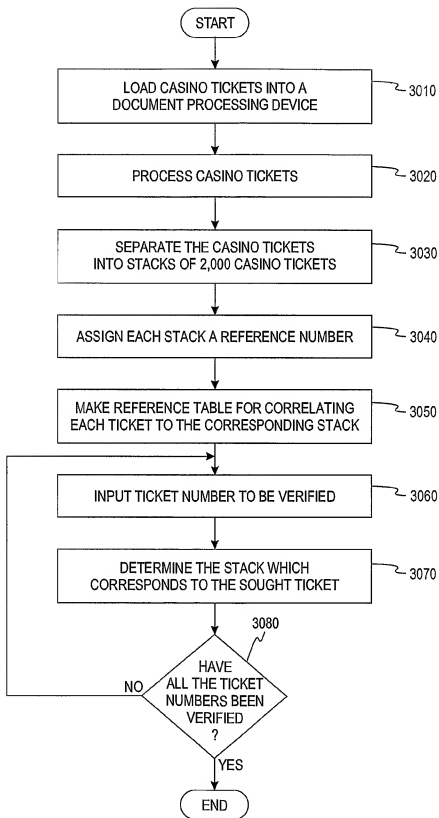 START
LOAD CASINO TICKETS INTO A
DOCUMENT PROCESSING DEVICE
3010
PROCESS CASINO TICKETS
3020
SEPARATE THE CASINO TICKETS
INTO STACKS OF 2,000 CASINO TICKETS
3030
ASSIGN EACH STACK A REFERENCE NUMBER
3040
MAKE REFERENCE TABLE FOR CORRELATING
EACH TICKET TO THE CORRESPONDING STACK
3050
INPUT TICKET NUMBER TO BE VERIFIED
3060
DETERMINE THE STACK WHICH
CORRESPONDS TO THE SOUGHT TICKET
3070
3080
HAVE
ALL THE TICKET
NUMBERS BEEN
VERIFIED
?
NO
YES
END